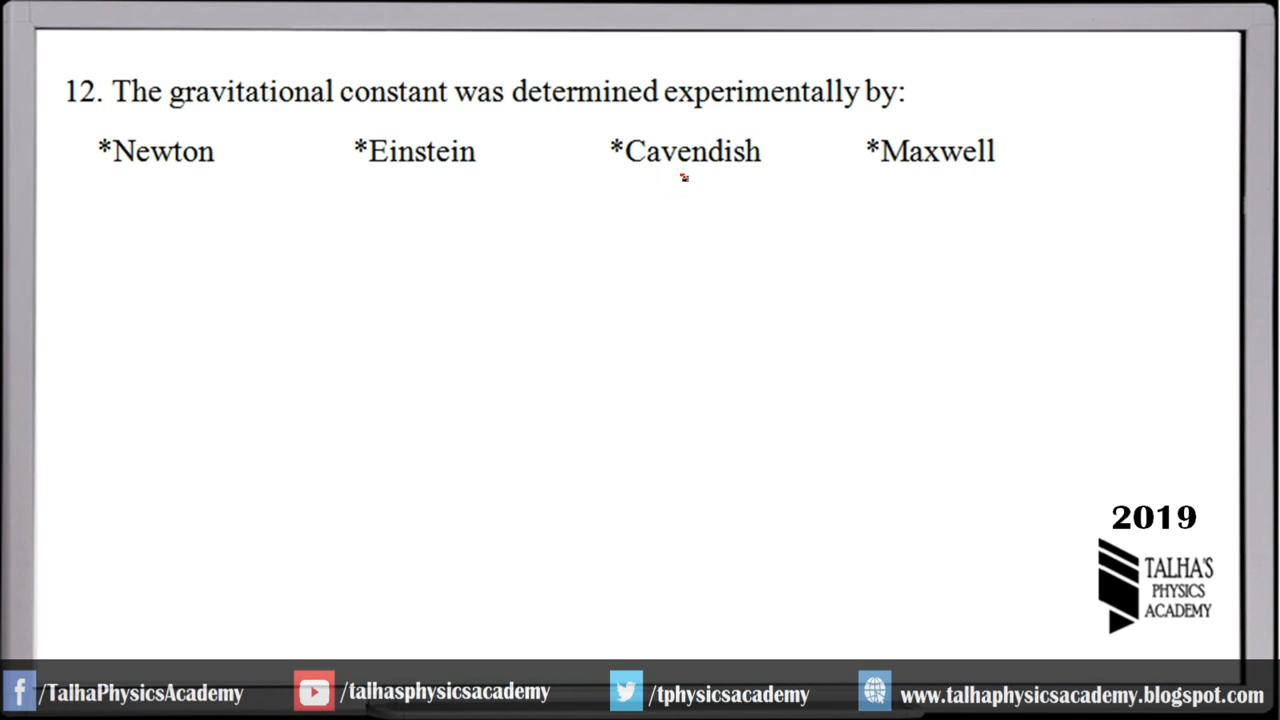 12. The gravitational constant was determined experimentally by:
*Newton *Einstein *Cavendish *Maxwell
2019
TALHA'S
PHYSICS
ACADEMY
/TalhaPhysicsAcademy /talhasphysicsacademy /tphysicsacademy www.talhaphysicsacademy.blogspot.com